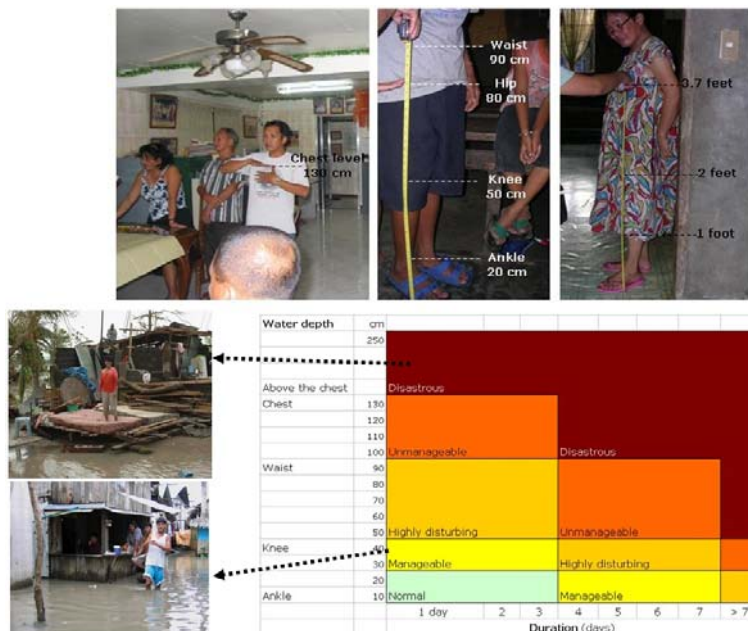 Chest level
130 cm
Waist
90 cm
Hip
80 cm
Knee
50 cm
Ankle
20 cm
3.7 feet
2 feet
1 foot
Water depth cm
250
Above the chest Disastrous
Chest 130
120
110
100 Unmanageable Disastrous
Waist 90
80
70
60
50 Highly disturbing Unmanageable
Knee 40
30 Manageable Highly disturbing
20
Ankle 10 Normal Manageable
1 day 2 3 4 5 6 7 > 7
Duration (days)